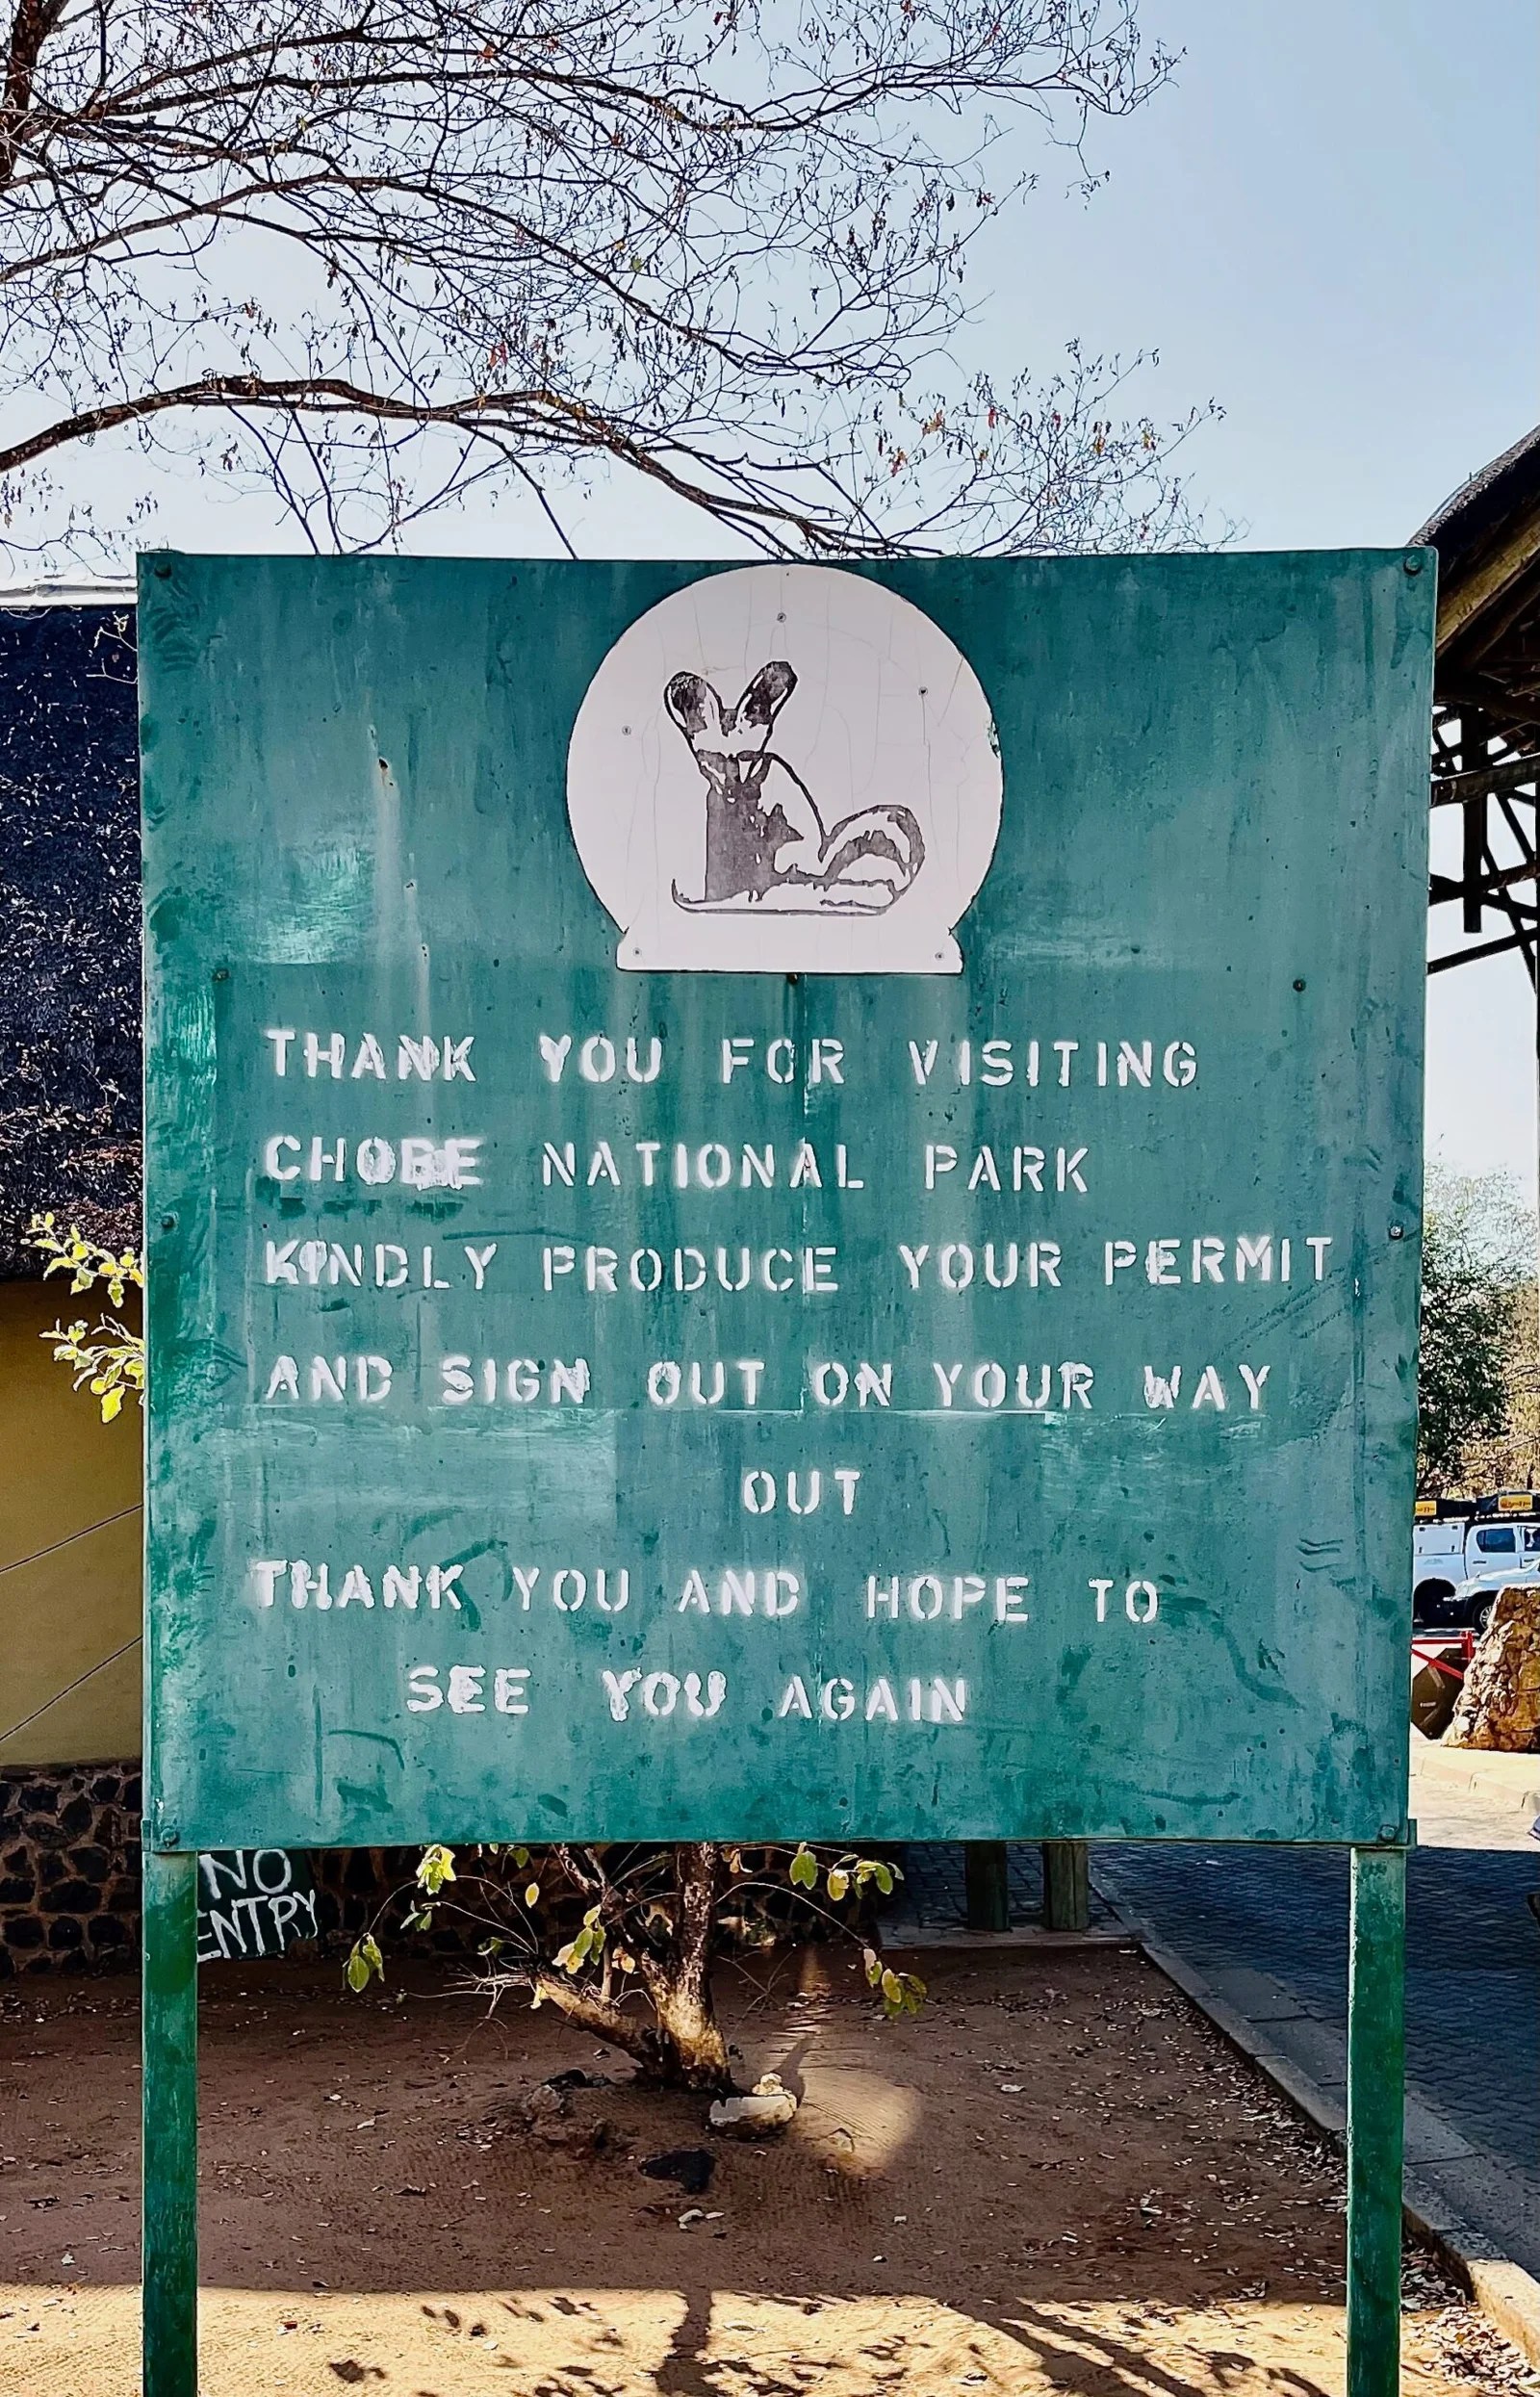 THANK YOU FOR VISITING
CHOBE NATIONAL PARK
KINDLY PRODUCE YOUR PERMIT
AND SIGN OUT ON YOUR WAY
OUT
THANK YOU AND HOPE TO
SEE YOU AGAIN
NO
ENTRY